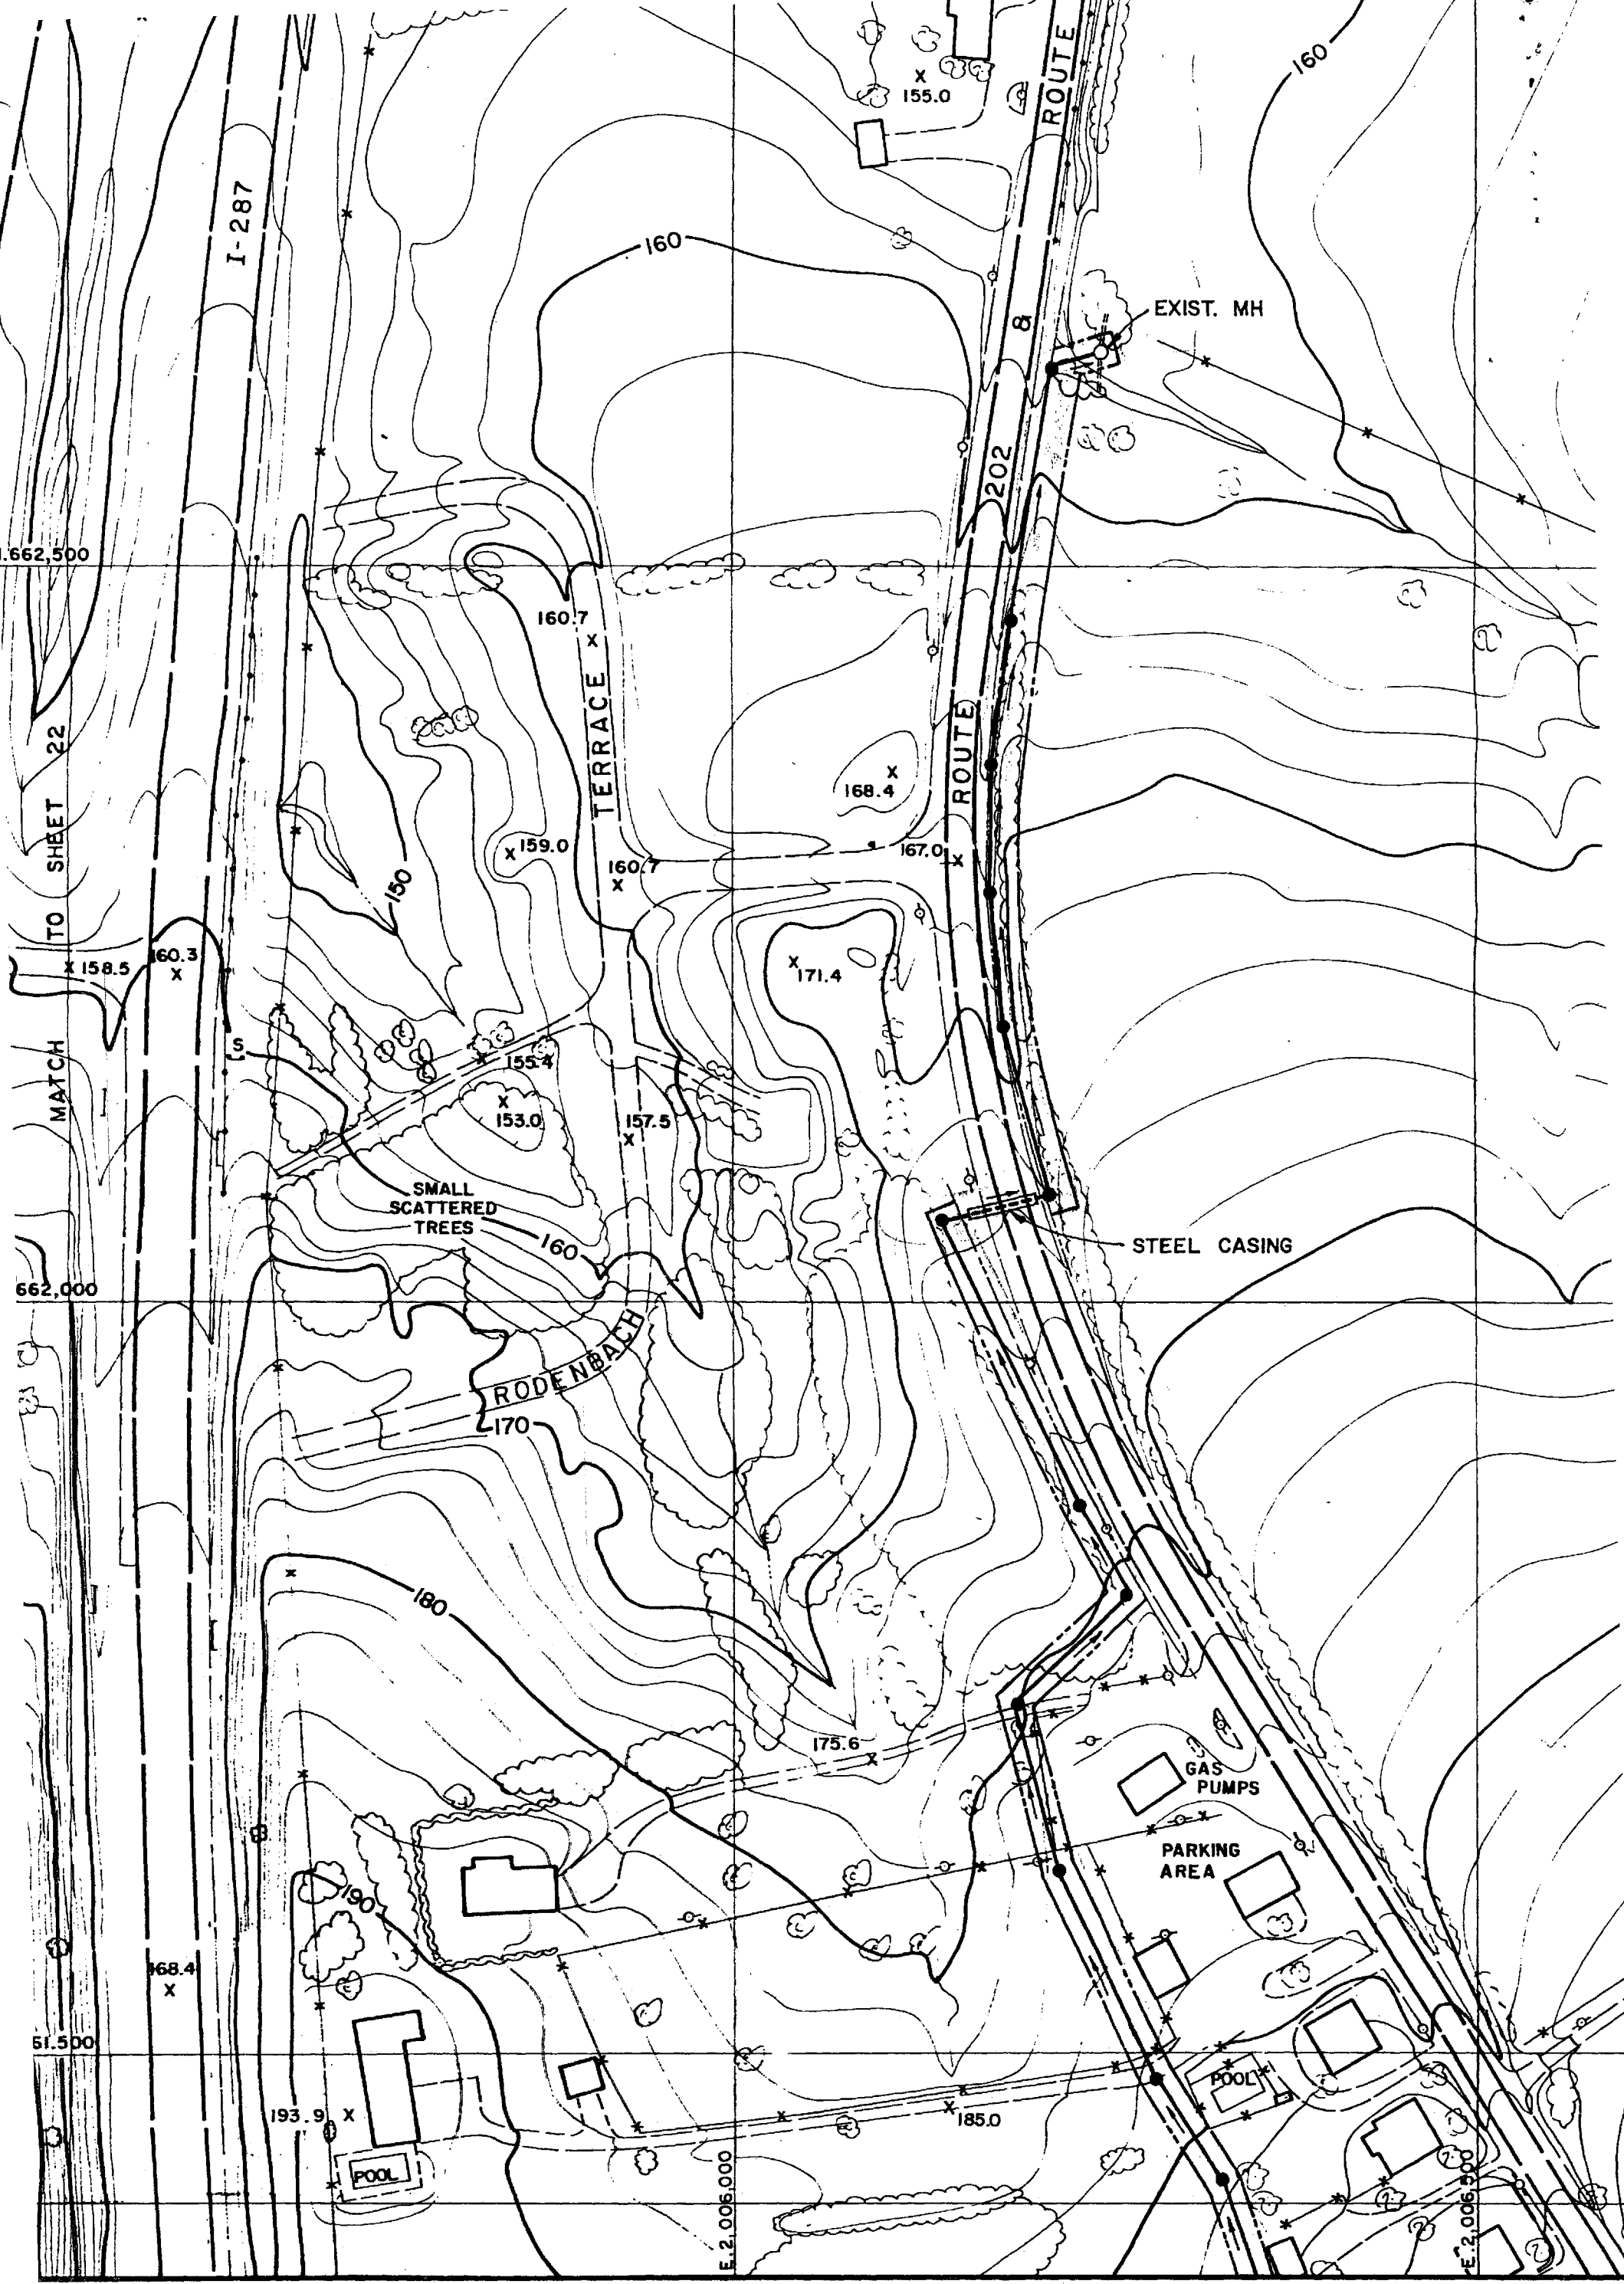 ROUTE
155.0
160
I-287
160
8
EXIST. MH
202
662,500
160.7
TERRACE
ROUTE
168.4
MATCH TO SHEET 22
159.0
167.0
160.7
150
160.3
158.5
171.4
S
155.4
153.0
157.5
SMALL
SCATTERED
TREES
160
STEEL CASING
662,000
RODENBACH
170
180
175.6
GAS
PUMPS
PARKING
AREA
190
168.4
61,500
POOL
193.9
185.0
POOL
E.2,006,000
E.2,006,500